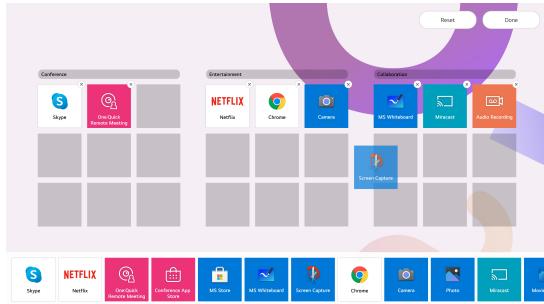 Reset
Done
Conference
Entertainment
Collaboration
Skype
One:Quick
Remote Meeting
NETFLIX
Netflix
Chrome
Camera
MS Whiteboard
Miracast
Audio Recording
Screen Capture
Skype
NETFLIX
Netflix
One:Quick
Remote Meeting
Conference App
Store
MS Store
MS Whiteboard
Screen Capture
Chrome
Camera
Photo
Miracast